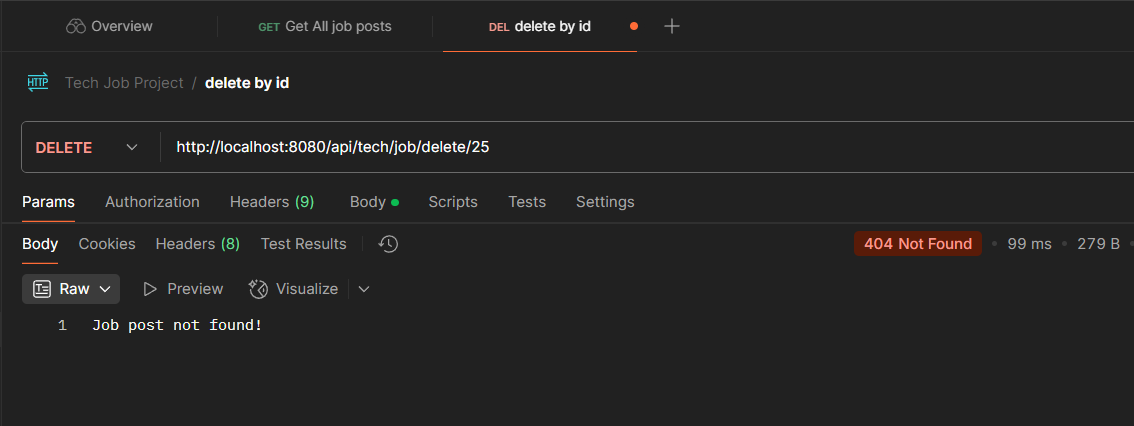 Overview GET Get All job posts DEL delete by id
HTTP Tech Job Project / delete by id
DELETE http://localhost:8080/api/tech/job/delete/25
Params Authorization Headers (9) Body Scripts Tests Settings
Body Cookies Headers (8) Test Results 404 Not Found 99 ms 279 B
Raw Preview Visualize
1 Job post not found!